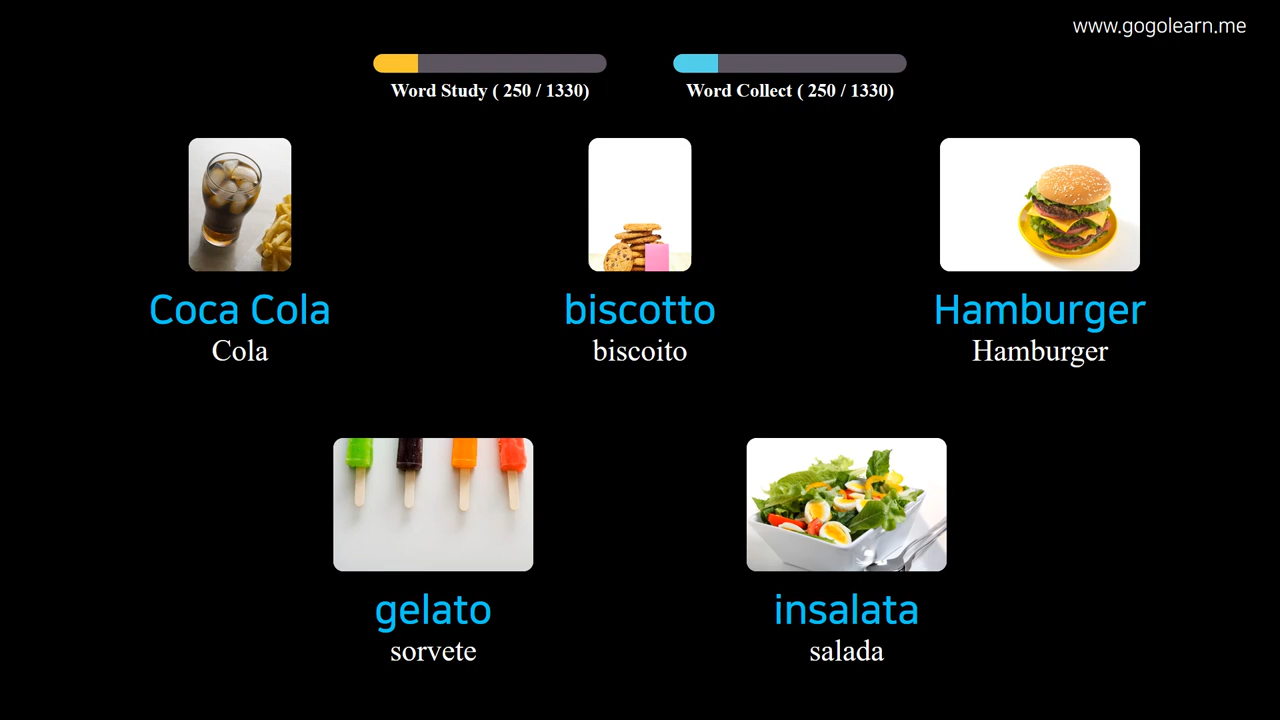 www.gogolearn.me
Word Study ( 250 / 1330)
Word Collect ( 250 / 1330)
Coca Cola
Cola
biscotto
biscoito
Hamburger
Hamburger
gelato
sorvete
insalata
salada